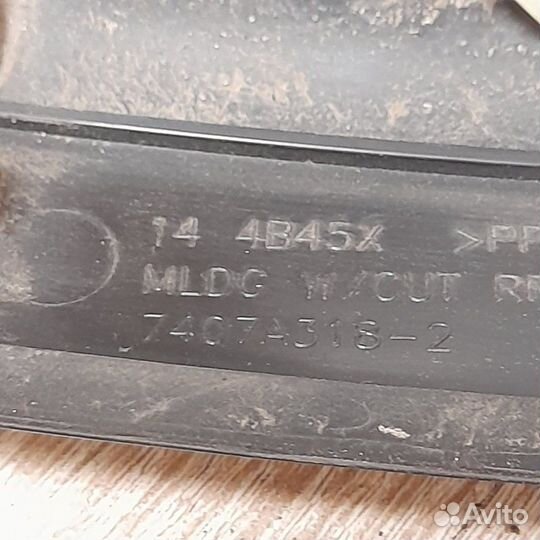 14 4B45X >PP
MLDG W/CUT RR
7407A318-2
Avito